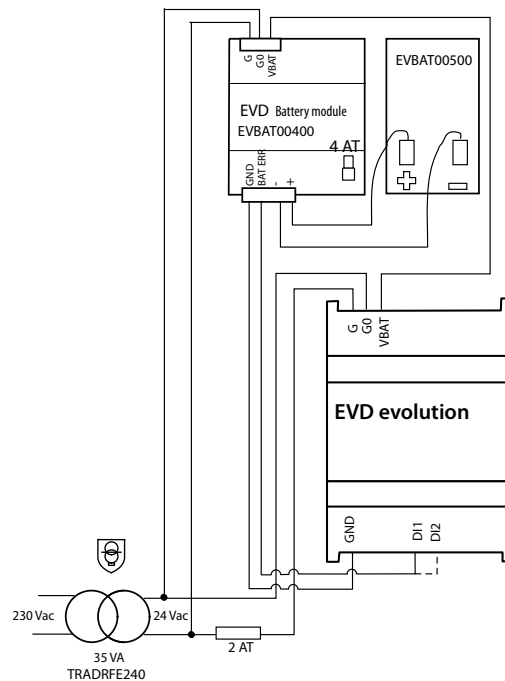 G
G0
VBAT
EVD Battery module
EVBAT00400
4 AT
GND
BAT ERR
-
+
EVBAT00500
G
G0
VBAT
EVD evolution
GND
DI1
DI2
230 Vac
24 Vac
35 VA
TRADRFE240
2 AT